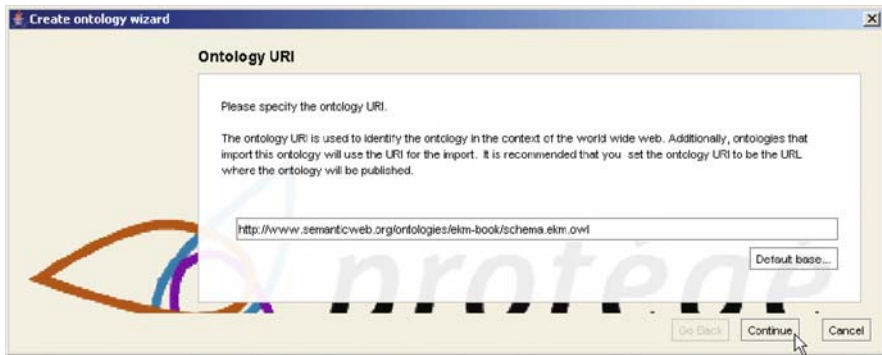 Create ontology wizard
Ontology URI
Please specify the ontology URI.
The ontology URI is used to identify the ontology in the context of the world wide web. Additionally, ontologies that
import this ontology will use the URI for the import. It is recommended that you set the ontology URI to be the URL
where the ontology will be published.
http://www.semanticweb.org/ontologies/ekm-book/schema.ekm.owl
Default base...
protégé
Go Back Continue Cancel